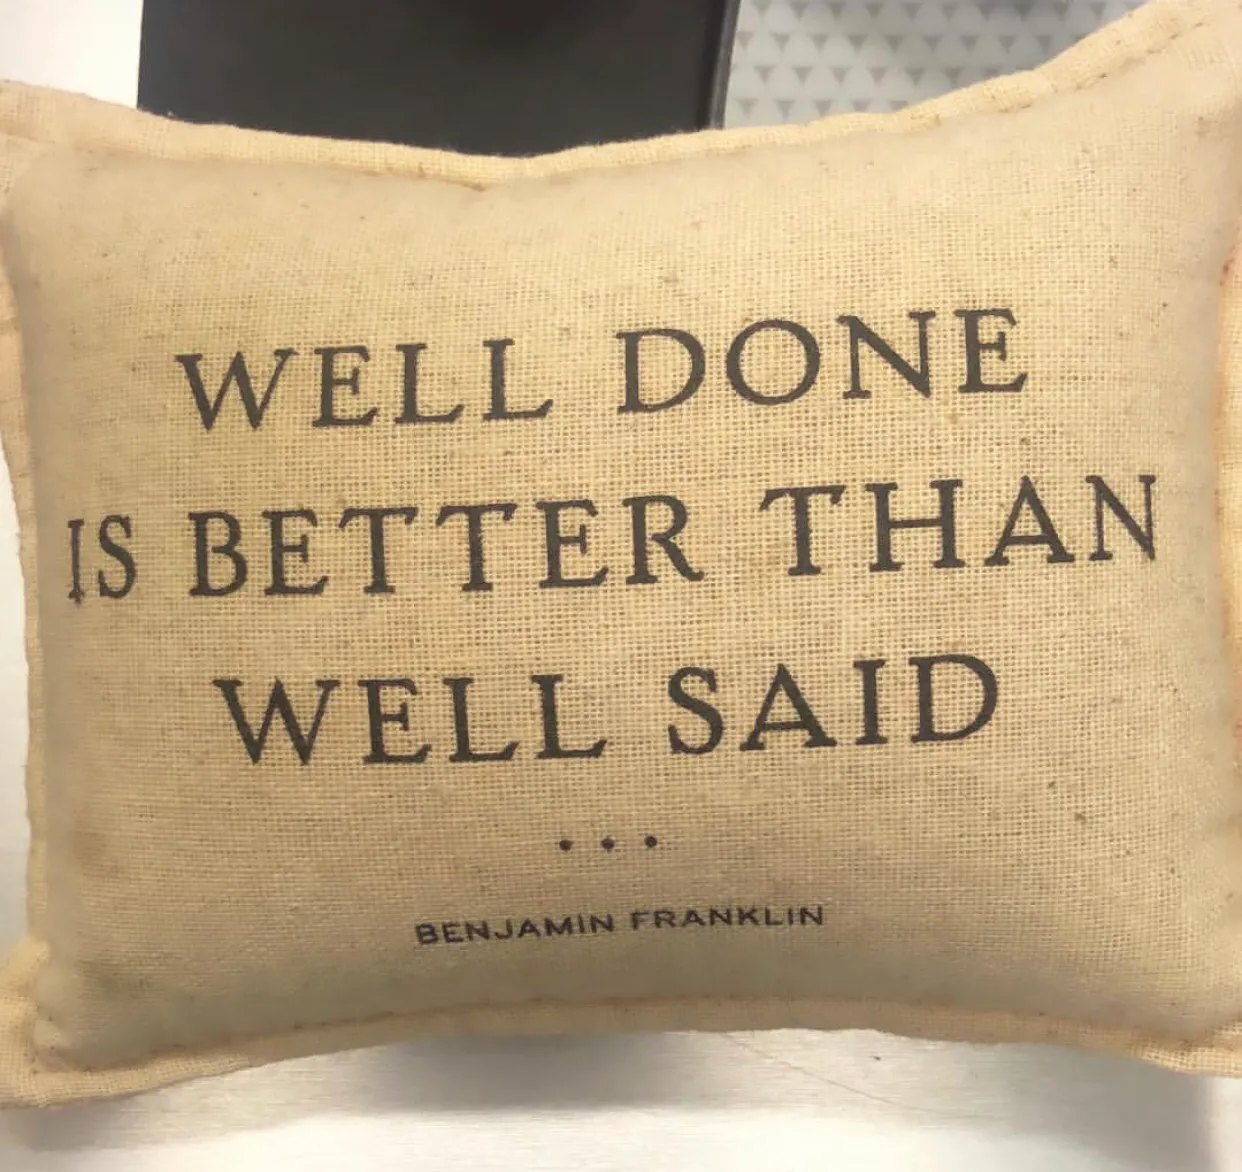 WELL DONE
IS BETTER THAN
WELL SAID
...
BENJAMIN FRANKLIN